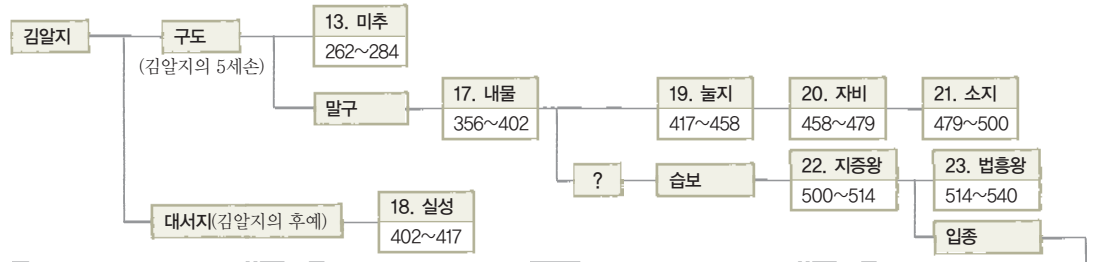 김알지
구도
(김알지의 5세손)
13. 미추
262~284
말구
17. 내물
356~402
19. 눌지
417~458
20. 자비
458~479
21. 소지
479~500
?
습보
22. 지증왕
500~514
23. 법흥왕
514~540
입종
대서지(김알지의 후예)
18. 실성
402~417